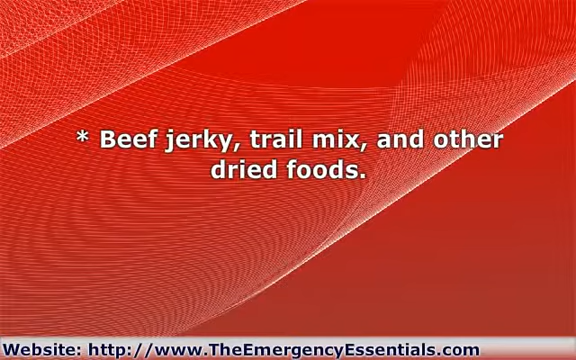 * Beef jerky, trail mix, and other
dried foods.
Website: http://www.TheEmergencyEssentials.com